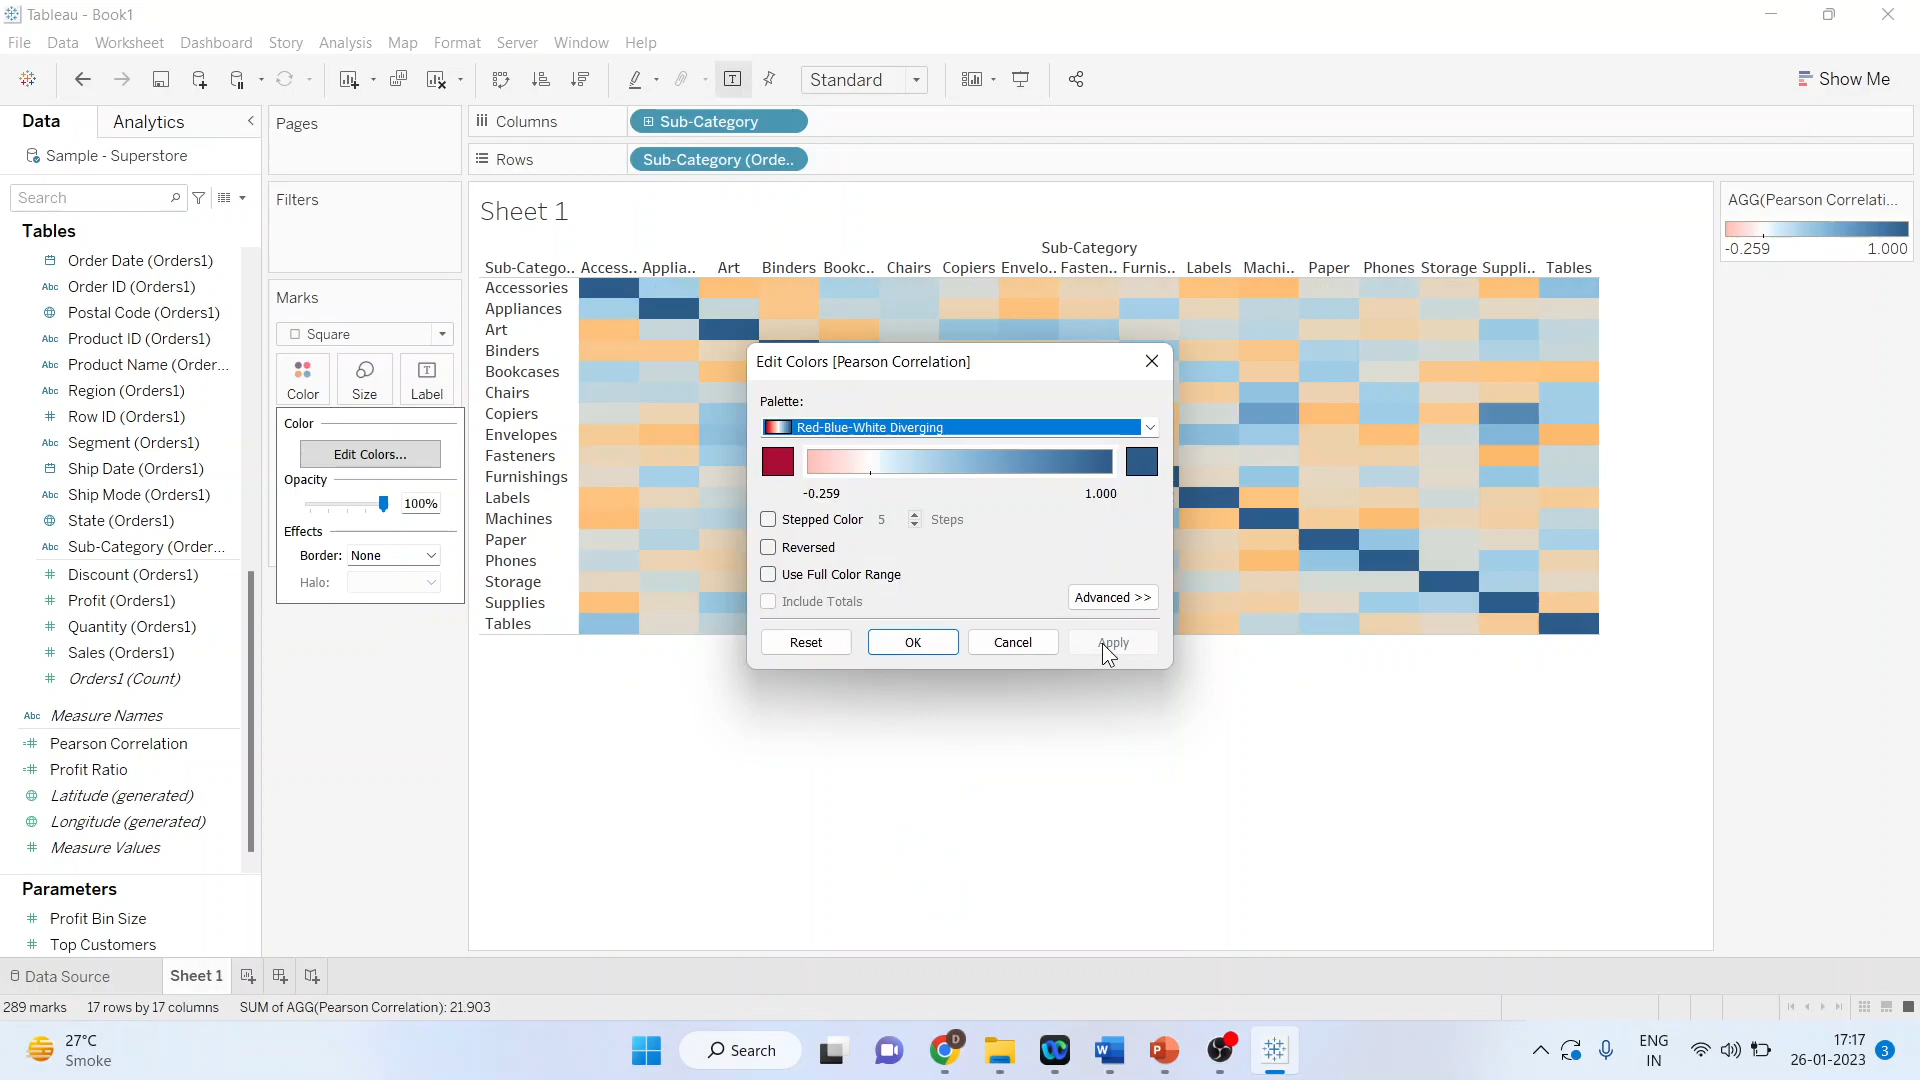 Tableau - Book1
File Data Worksheet Dashboard Story Analysis Map Format Server Window Help
Standard
Show Me
Data
Analytics
Sample - Superstore
Search
Tables
Order Date (Orders1)
Abc Order ID (Orders1)
Postal Code (Orders1)
Abc Product ID (Orders1)
Abc Product Name (Order...
Abc Region (Orders1)
# Row ID (Orders1)
Abc Segment (Orders1)
Ship Date (Orders1)
Abc Ship Mode (Orders1)
State (Orders1)
Abc Sub-Category (Order...
# Discount (Orders1)
# Profit (Orders1)
# Quantity (Orders1)
# Sales (Orders1)
# Orders1 (Count)
Abc Measure Names
=# Pearson Correlation
=# Profit Ratio
Latitude (generated)
Longitude (generated)
# Measure Values
Parameters
# Profit Bin Size
# Top Customers
Pages
Filters
Marks
Square
Color
Size
Label
Color
Edit Colors...
Opacity
100%
Effects
Border: None
Halo:
Columns
Sub-Category
Rows
Sub-Category (Orde..
Sheet 1
Sub-Category
Sub-Catego.. Access.. Applia.. Art Binders Bookc.. Chairs Copiers Envelo.. Fasten.. Furnis.. Labels Machi.. Paper Phones Storage Suppli.. Tables
Accessories
Appliances
Art
Binders
Bookcases
Chairs
Copiers
Envelopes
Fasteners
Furnishings
Labels
Machines
Paper
Phones
Storage
Supplies
Tables
Edit Colors [Pearson Correlation]
Palette:
Red-Blue-White Diverging
-0.259 1.000
Stepped Color 5 Steps
Reversed
Use Full Color Range
Include Totals
Advanced >>
Reset
OK
Cancel
Apply
AGG(Pearson Correlati...
-0.259 1.000
Data Source
Sheet 1
289 marks 17 rows by 17 columns SUM of AGG(Pearson Correlation): 21.903
27°C
Smoke
Search
D
ENG
IN
17:17
26-01-2023
3